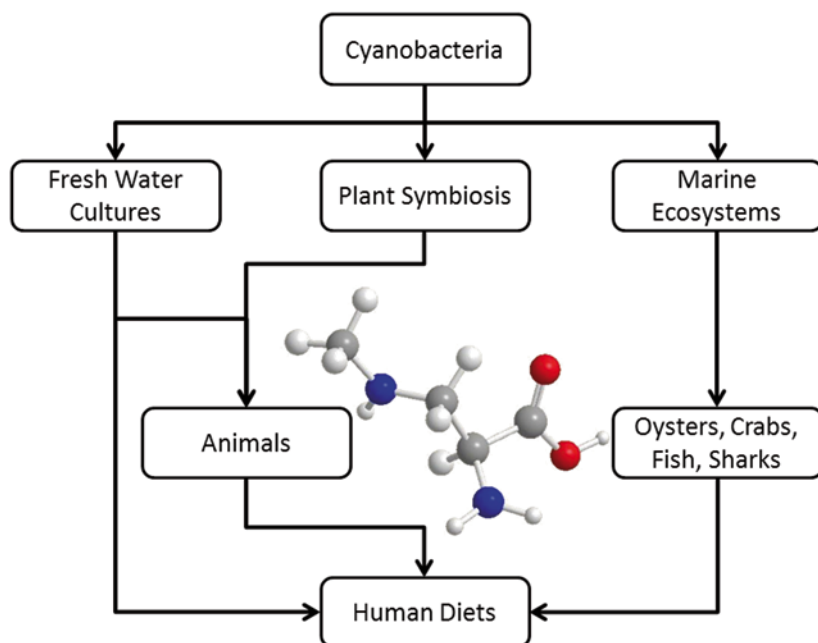 Cyanobacteria
Fresh Water
Cultures
Plant Symbiosis
Marine
Ecosystems
Animals
Oysters, Crabs,
Fish, Sharks
Human Diets